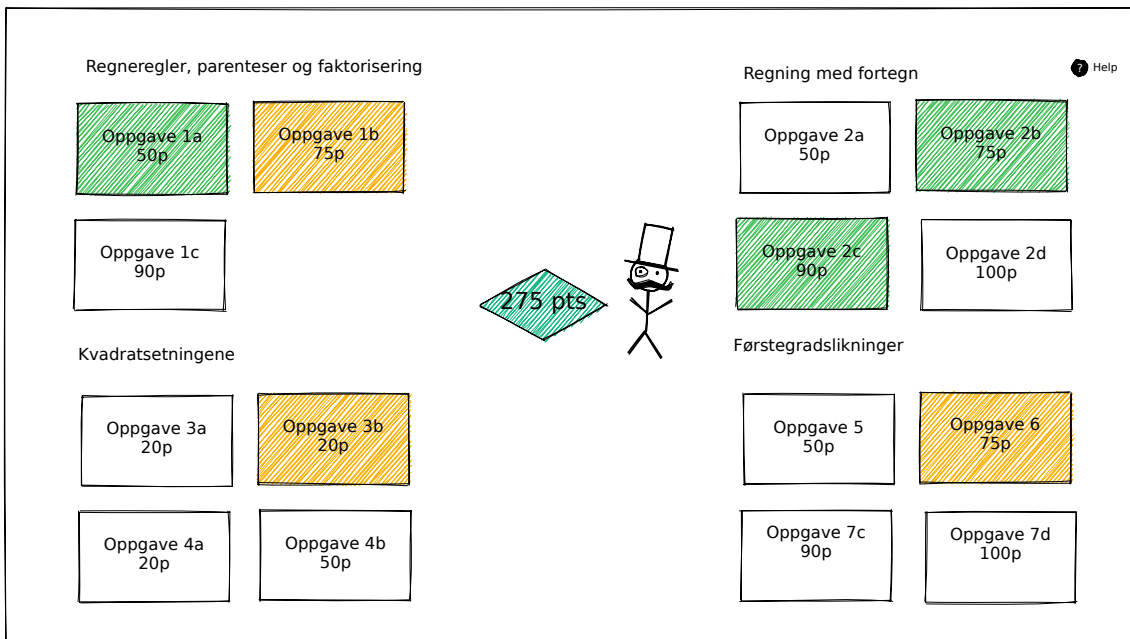 Regneregler, parenteser og faktorisering
Oppgave 1a
50p
Oppgave 1b
75p
Oppgave 1c
90p
Regning med fortegn
? Help
Oppgave 2a
50p
Oppgave 2b
75p
Oppgave 2c
90p
Oppgave 2d
100p
275 pts
Kvadratsetningene
Oppgave 3a
20p
Oppgave 3b
20p
Oppgave 4a
20p
Oppgave 4b
50p
Førstegradslikninger
Oppgave 5
50p
Oppgave 6
75p
Oppgave 7c
90p
Oppgave 7d
100p